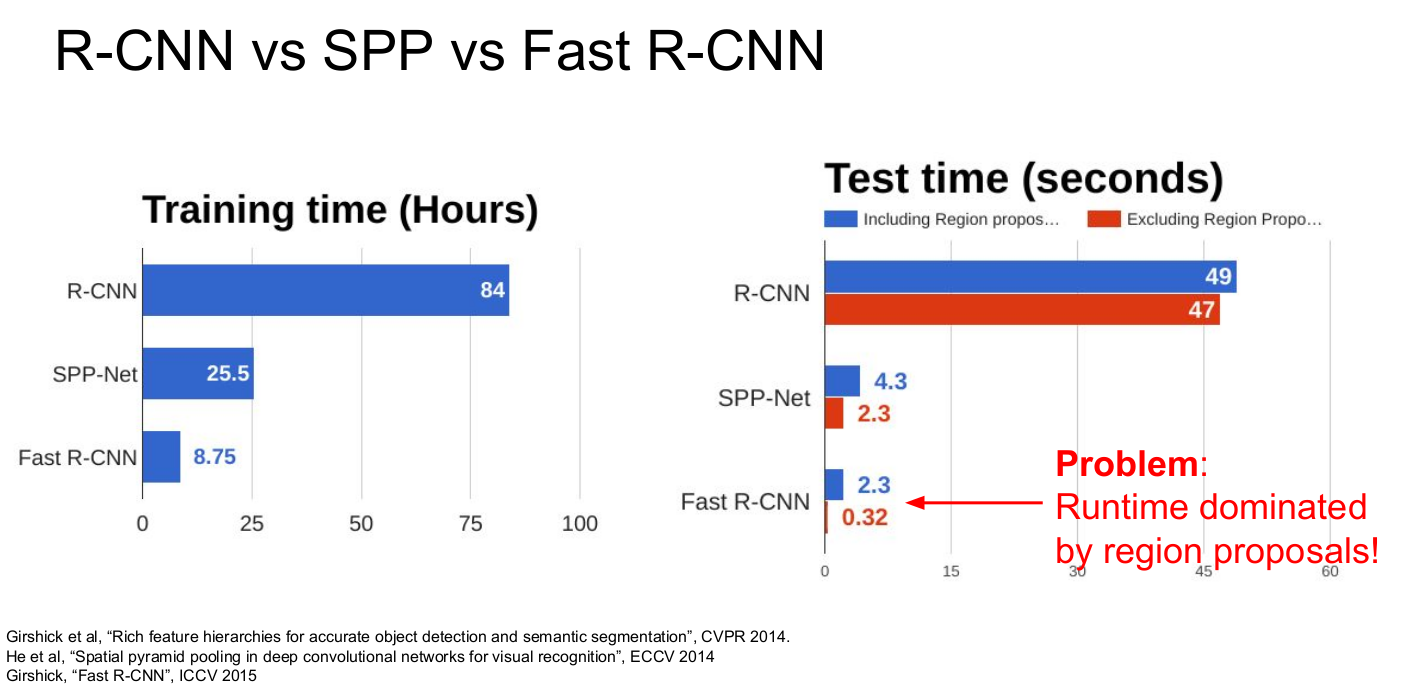 R-CNN vs SPP vs Fast R-CNN
Training time (Hours)
R-CNN
84
SPP-Net
25.5
Fast R-CNN
8.75
0 25 50 75 100
Test time (seconds)
Including Region propos… Excluding Region Propo…
R-CNN
49
47
SPP-Net
4.3
2.3
Fast R-CNN
2.3
0.32
0 15 30 45 60
Problem:
Runtime dominated
by region proposals!
Girshick et al, “Rich feature hierarchies for accurate object detection and semantic segmentation”, CVPR 2014.
He et al, “Spatial pyramid pooling in deep convolutional networks for visual recognition”, ECCV 2014
Girshick, “Fast R-CNN”, ICCV 2015